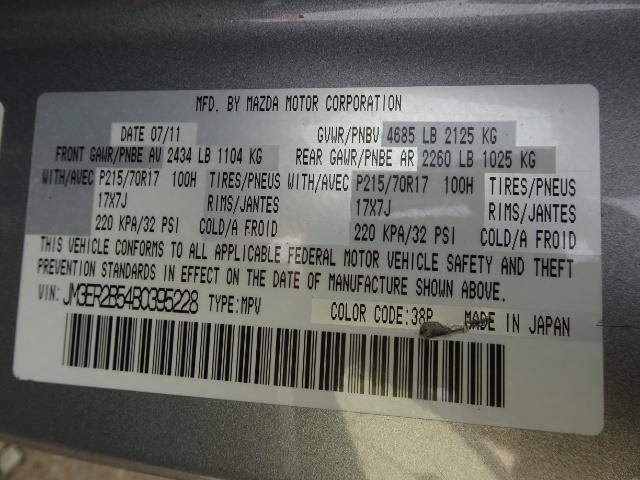 MFD. BY MAZDA MOTOR CORPORATION
DATE 07/11 GVWR/PNBV 4685 LB 2125 KG
FRONT GAWR/PNBE AV 2434 LB 1104 KG REAR GAWR/PNBE AR 2260 LB 1025 KG
WITH/AVEC P215/70R17 100H TIRES/PNEUS WITH/AVEC P215/70R17 100H TIRES/PNEUS
17X7J RIMS/JANTES 17X7J RIMS/JANTES
220 KPA/32 PSI COLD/A FROID 220 KPA/32 PSI COLD/A FROID
THIS VEHICLE CONFORMS TO ALL APPLICABLE FEDERAL MOTOR VEHICLE SAFETY AND THEFT
PREVENTION STANDARDS IN EFFECT ON THE DATE OF MANUFACTURE SHOWN ABOVE.
VIN: JM3ER2B54B0395228 TYPE:MPV COLOR CODE:38P MADE IN JAPAN